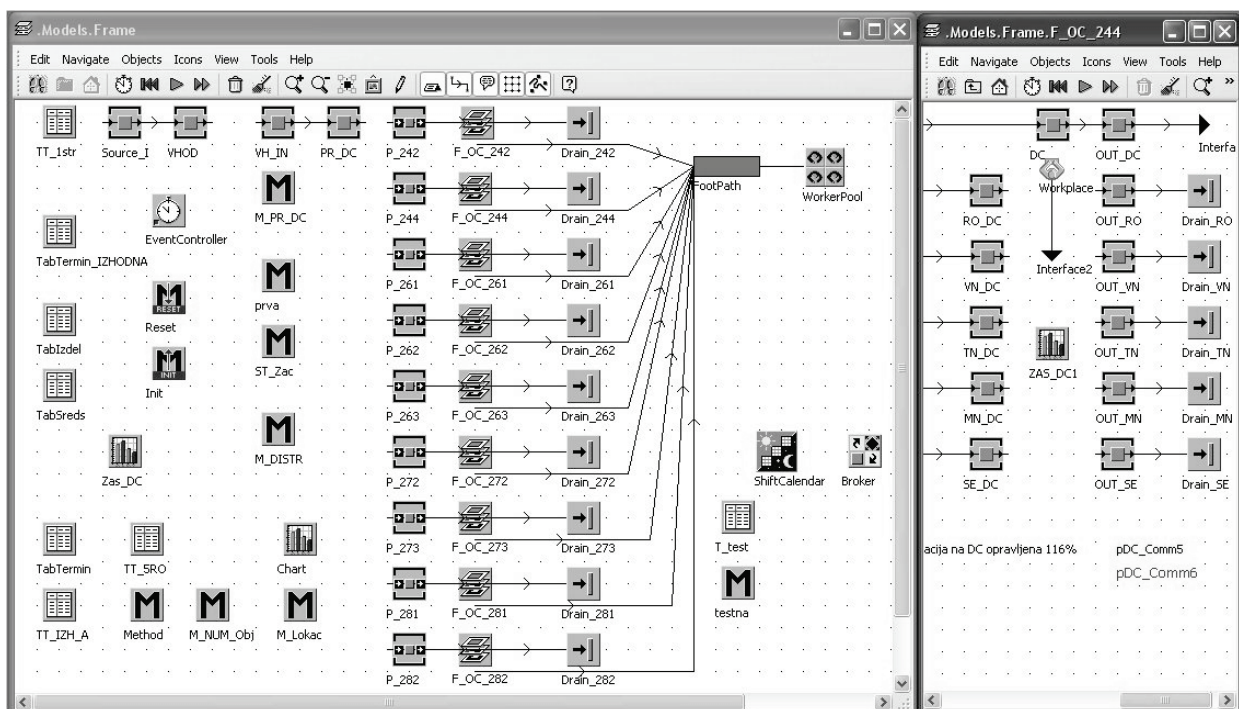 .Models.Frame
Edit Navigate Objects Icons View Tools Help
TT_1str
Source_I
VHOD
VH_IN
PR_DC
P_242
F_OC_242
Drain_242
FootPath
WorkerPool
M_PR_DC
P_244
F_OC_244
Drain_244
EventController
TabTermin_IZHODNA
P_261
F_OC_261
Drain_261
prva
Reset
P_262
F_OC_262
Drain_262
TabIzdel
ST_Zac
Init
P_263
F_OC_263
Drain_263
TabSreds
M_DISTR
P_272
F_OC_272
Drain_272
Zas_DC
ShiftCalendar
Broker
P_273
F_OC_273
Drain_273
T_test
TabTermin
TT_5RO
Chart
P_281
F_OC_281
Drain_281
testna
TT_IZH_A
Method
M_NUM_Obj
M_Lokac
P_282
F_OC_282
Drain_282
.Models.Frame.F_OC_244
Edit Navigate Objects Icons View Tools Help
DC
OUT_DC
Interfa
Workplace
RO_DC
OUT_RO
Drain_RO
Interface2
VN_DC
OUT_VN
Drain_VN
TN_DC
ZAS_DC1
OUT_TN
Drain_TN
MN_DC
OUT_MN
Drain_MN
SE_DC
OUT_SE
Drain_SE
acija na DC opravljena 116%
pDC_Comm5
pDC_Comm6